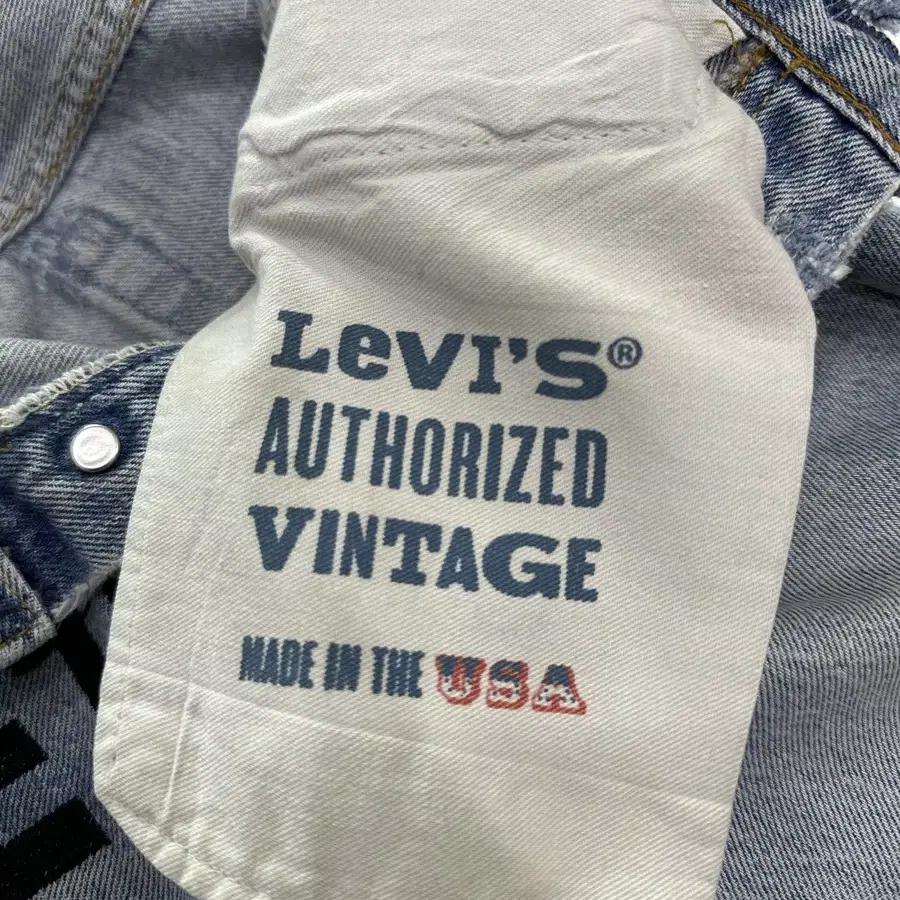 LeVI'S®
AUTHORIZED
VINTAGE
MADE IN THE USA